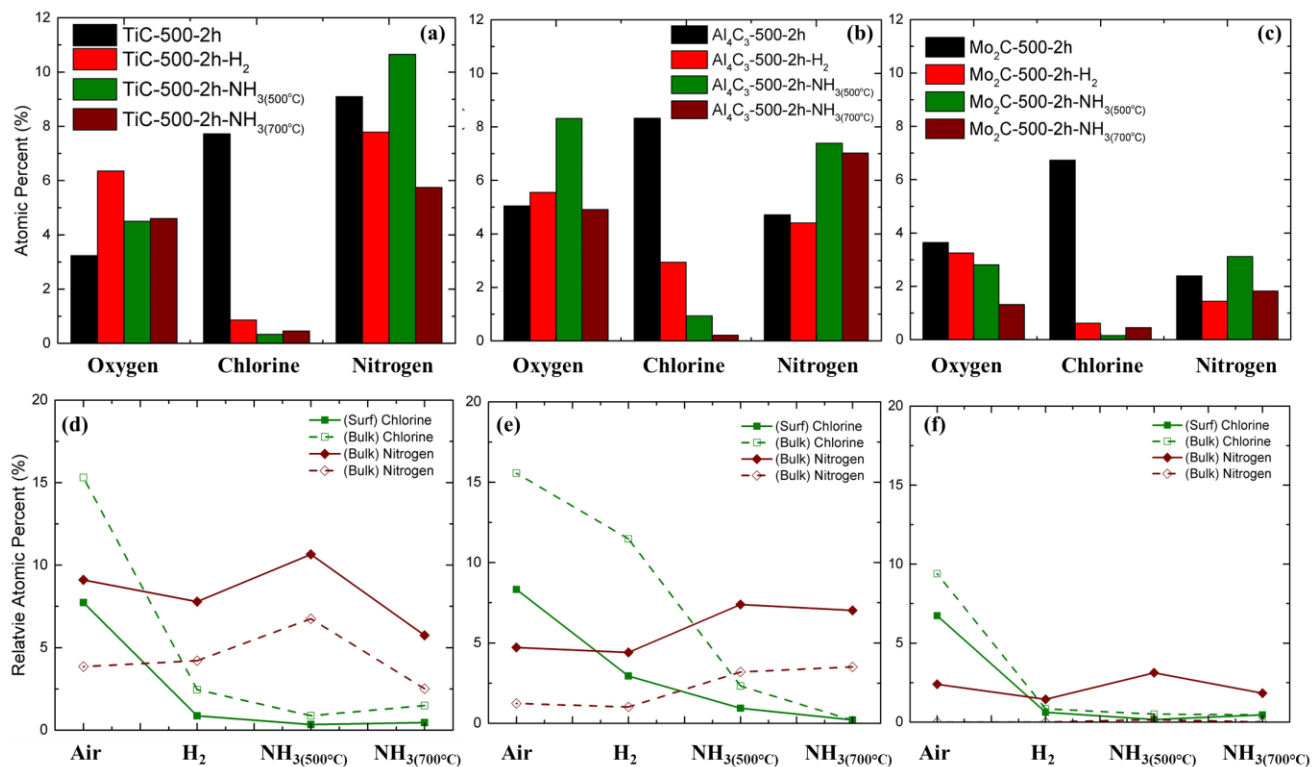 (a)
TiC-500-2h
TiC-500-2h-H₂
TiC-500-2h-NH₃₍₅₀₀°C₎
TiC-500-2h-NH₃₍₇₀₀°C₎
Atomic Percent (%)
12
10
8
6
4
2
0
Oxygen Chlorine Nitrogen
(b)
Al₄C₃-500-2h
Al₄C₃-500-2h-H₂
Al₄C₃-500-2h-NH₃₍₅₀₀°C₎
Al₄C₃-500-2h-NH₃₍₇₀₀°C₎
12
10
8
6
4
2
0
Oxygen Chlorine Nitrogen
(c)
Mo₂C-500-2h
Mo₂C-500-2h-H₂
Mo₂C-500-2h-NH₃₍₅₀₀°C₎
Mo₂C-500-2h-NH₃₍₇₀₀°C₎
12
10
8
6
4
2
0
Oxygen Chlorine Nitrogen
(d)
(Surf) Chlorine
(Bulk) Chlorine
(Bulk) Nitrogen
(Bulk) Nitrogen
Relatvie Atomic Percent (%)
20
15
10
5
0
Air H₂ NH₃₍₅₀₀°C₎ NH₃₍₇₀₀°C₎
(e)
(Surf) Chlorine
(Bulk) Chlorine
(Bulk) Nitrogen
(Bulk) Nitrogen
20
15
10
5
0
Air H₂ NH₃₍₅₀₀°C₎ NH₃₍₇₀₀°C₎
(f)
(Surf) Chlorine
(Bulk) Chlorine
(Bulk) Nitrogen
(Bulk) Nitrogen
20
15
10
5
0
Air H₂ NH₃₍₅₀₀°C₎ NH₃₍₇₀₀°C₎